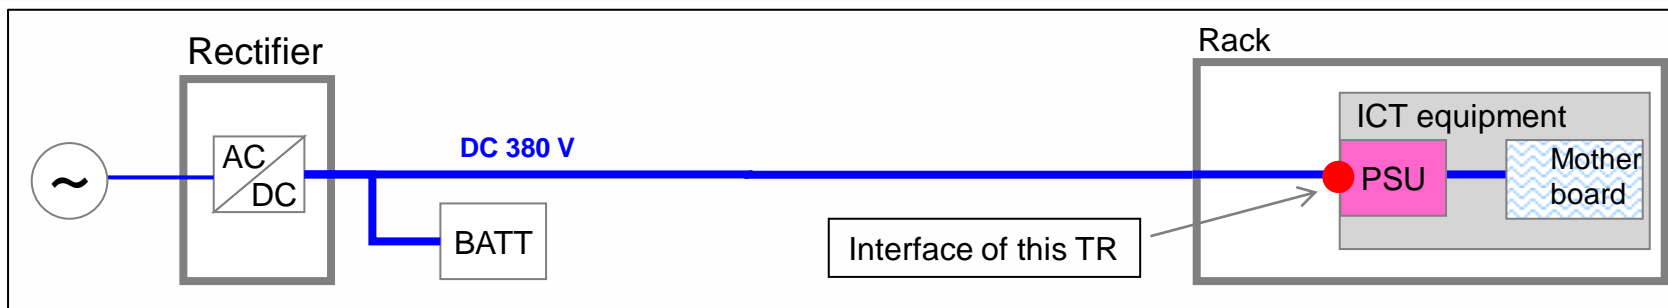 Rectifier
Rack
AC
DC
~
DC 380 V
BATT
Interface of this TR
ICT equipment
PSU
Mother
board